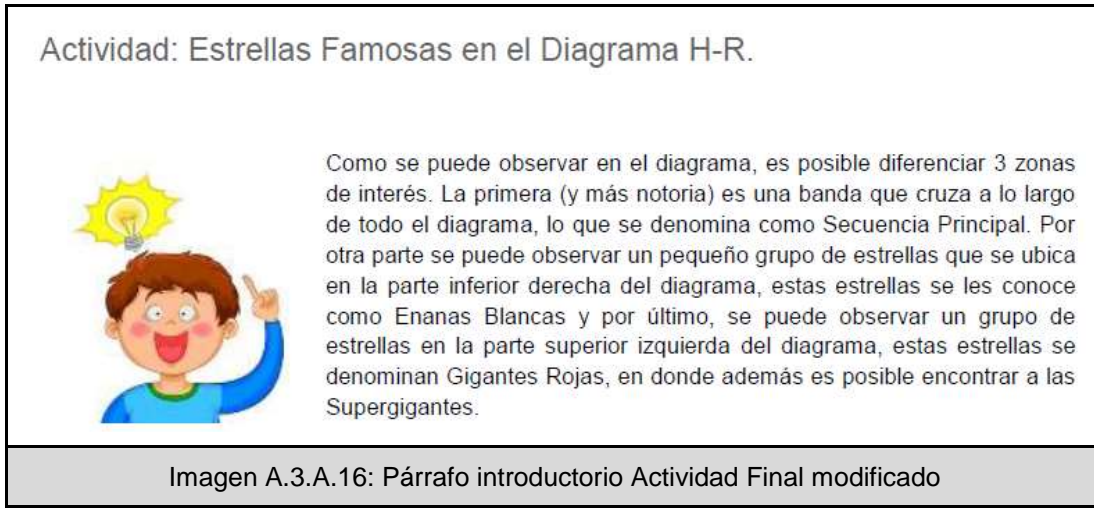 Actividad: Estrellas Famosas en el Diagrama H-R.
Como se puede observar en el diagrama, es posible diferenciar 3 zonas
de interés. La primera (y más notoria) es una banda que cruza a lo largo
de todo el diagrama, lo que se denomina como Secuencia Principal. Por
otra parte se puede observar un pequeño grupo de estrellas que se ubica
en la parte inferior derecha del diagrama, estas estrellas se les conoce
como Enanas Blancas y por último, se puede observar un grupo de
estrellas en la parte superior izquierda del diagrama, estas estrellas se
denominan Gigantes Rojas, en donde además es posible encontrar a las
Supergigantes.
Imagen A.3.A.16: Párrafo introductorio Actividad Final modificado